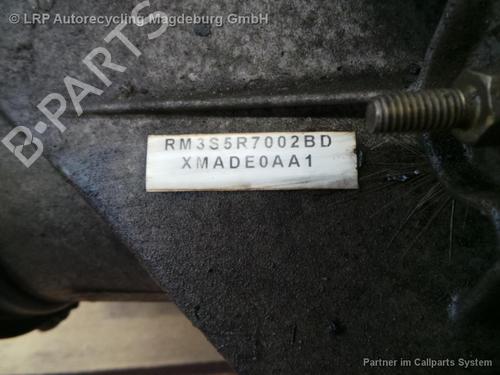 © LRP Autorecycling Magdeburg GmbH
B-PARTS
RM3S5R7002BD
XMADE0AA1
Partner im Callparts System